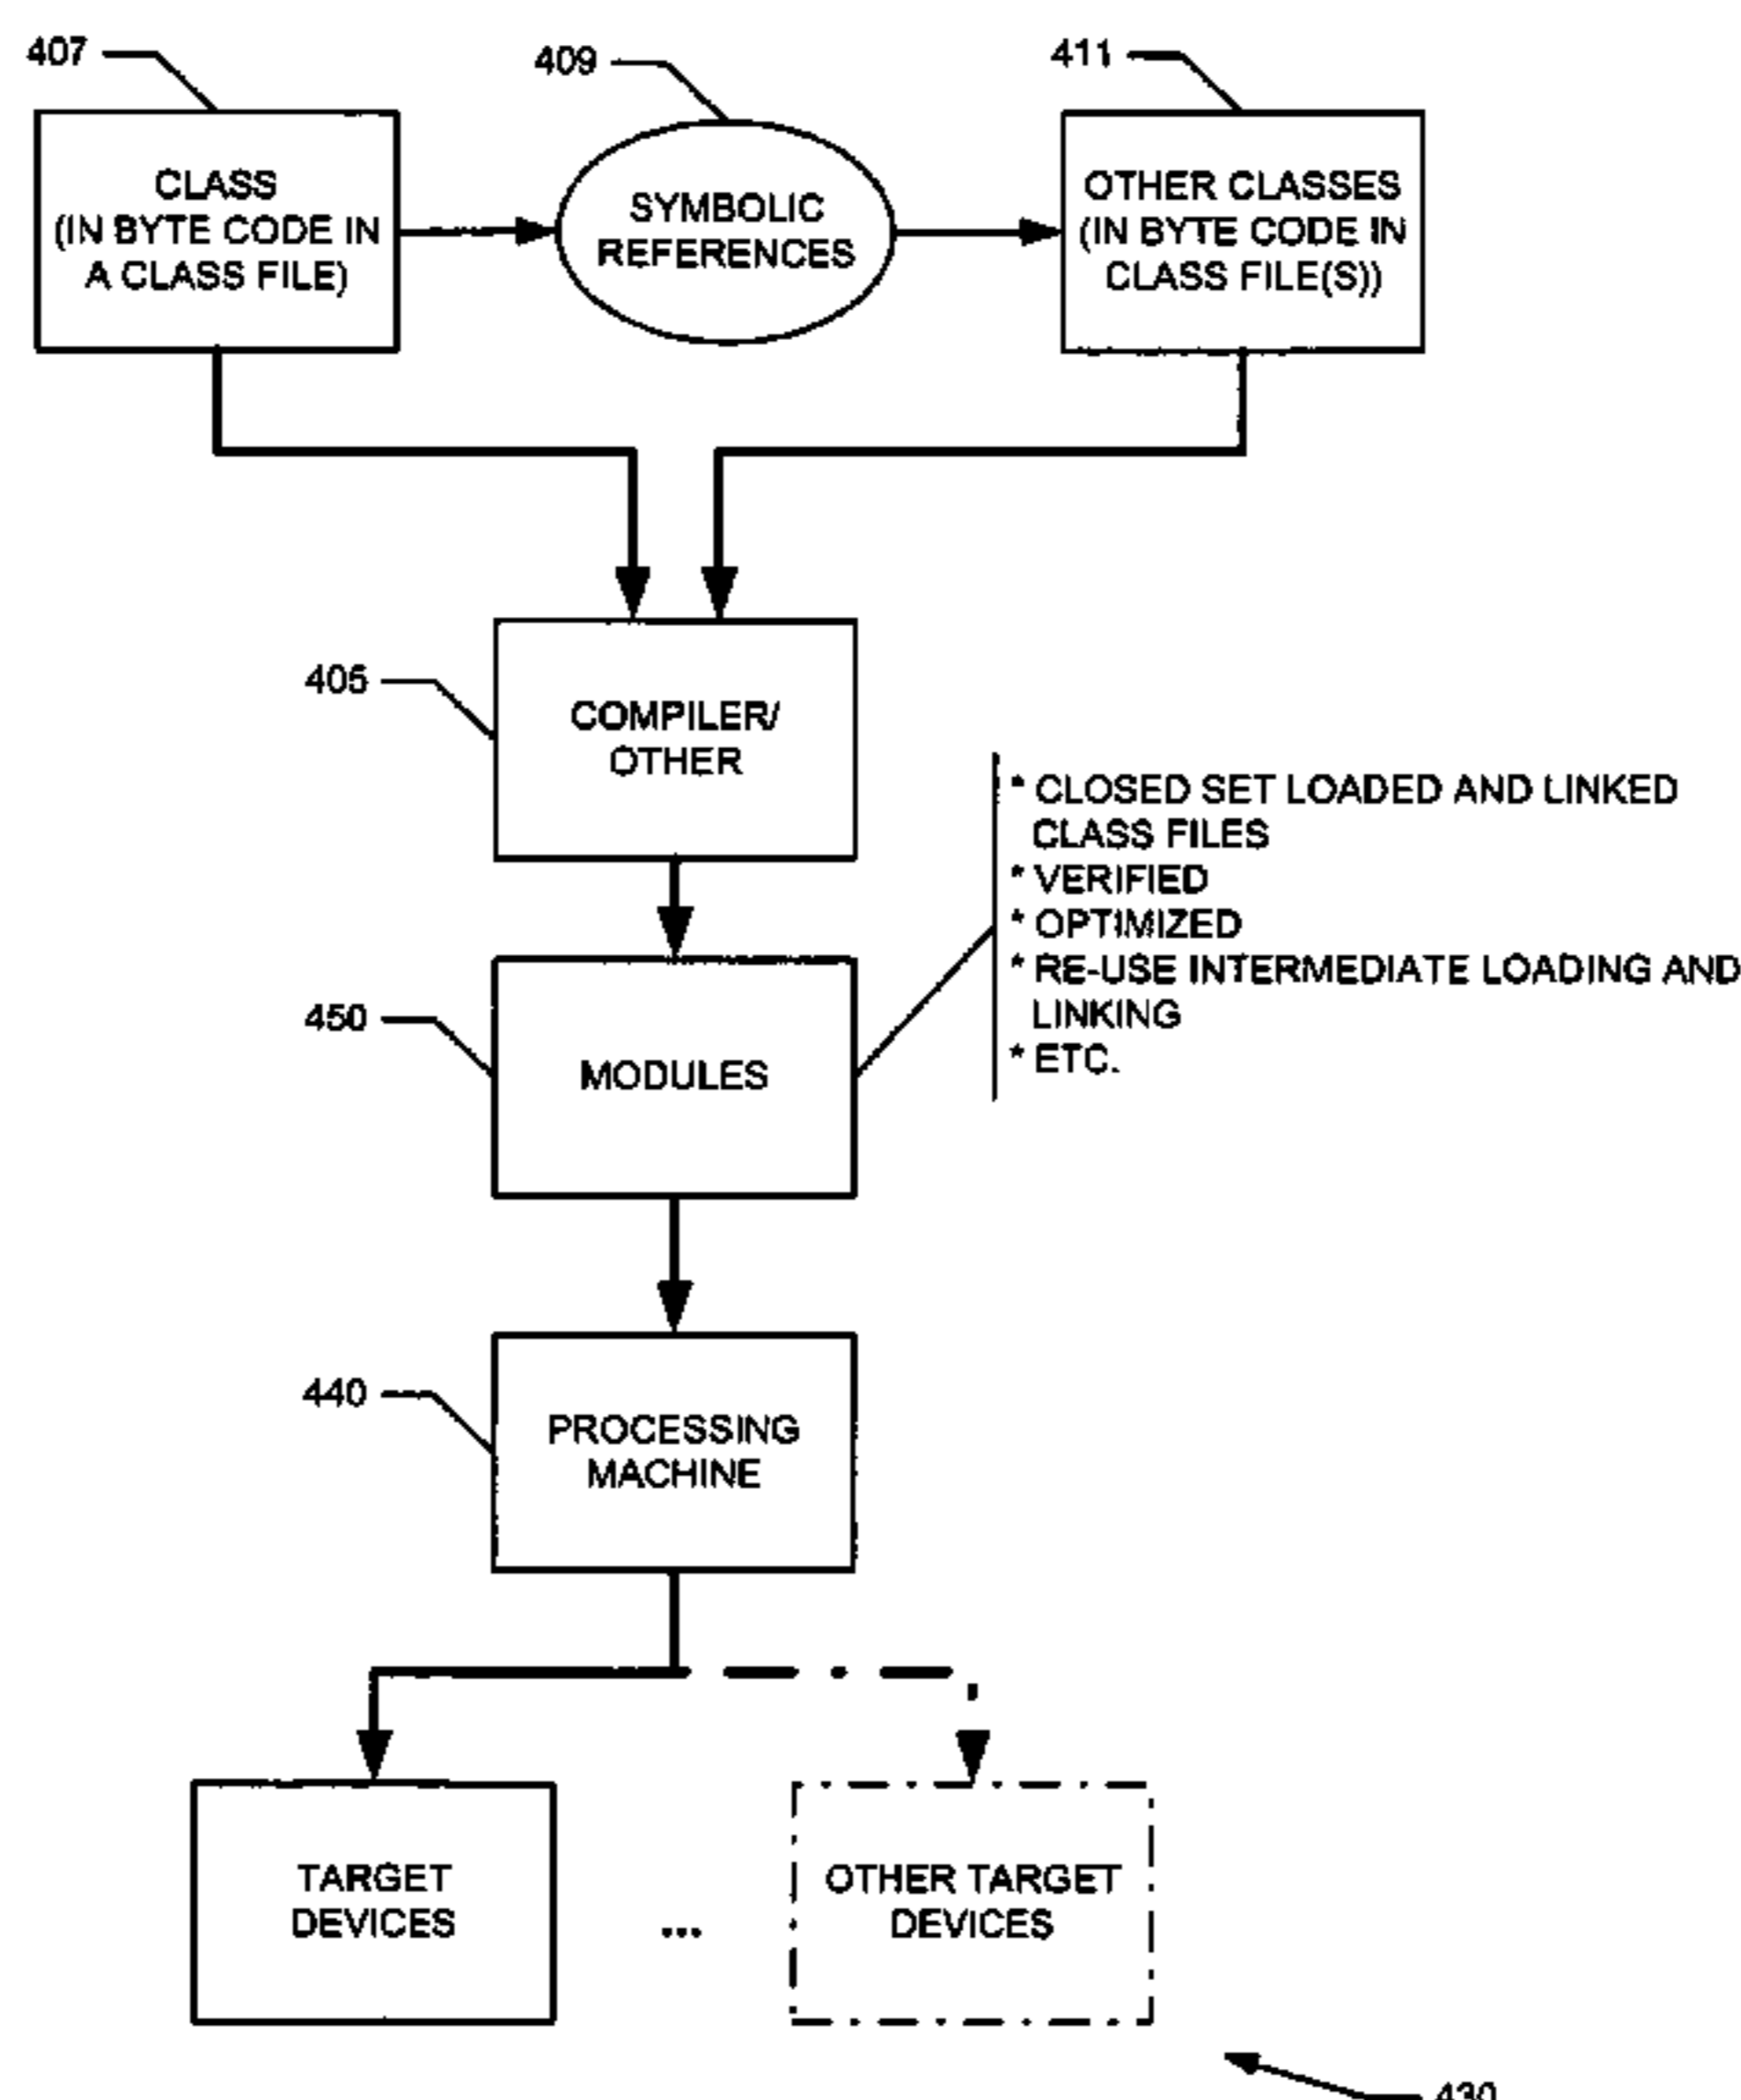 407
409
411
CLASS
(IN BYTE CODE IN
A CLASS FILE)
SYMBOLIC
REFERENCES
OTHER CLASSES
(IN BYTE CODE IN
CLASS FILE(S))
405
COMPILER/
OTHER
* CLOSED SET LOADED AND LINKED
CLASS FILES
* VERIFIED
* OPTIMIZED
* RE-USE INTERMEDIATE LOADING AND
LINKING
* ETC.
450
MODULES
440
PROCESSING
MACHINE
TARGET
DEVICES
...
OTHER TARGET
DEVICES
430